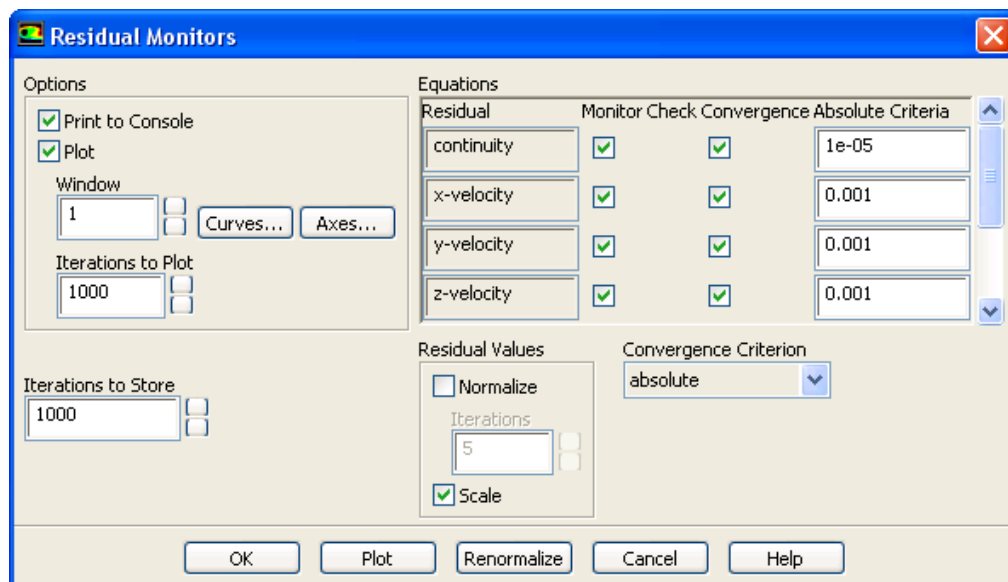 Residual Monitors
Options
Print to Console
Plot
Window
1
Curves...
Axes...
Iterations to Plot
1000
Iterations to Store
1000
Equations
Residual Monitor Check Convergence Absolute Criteria
continuity 1e-05
x-velocity 0.001
y-velocity 0.001
z-velocity 0.001
Residual Values
Normalize
Iterations
5
Scale
Convergence Criterion
absolute
OK Plot Renormalize Cancel Help